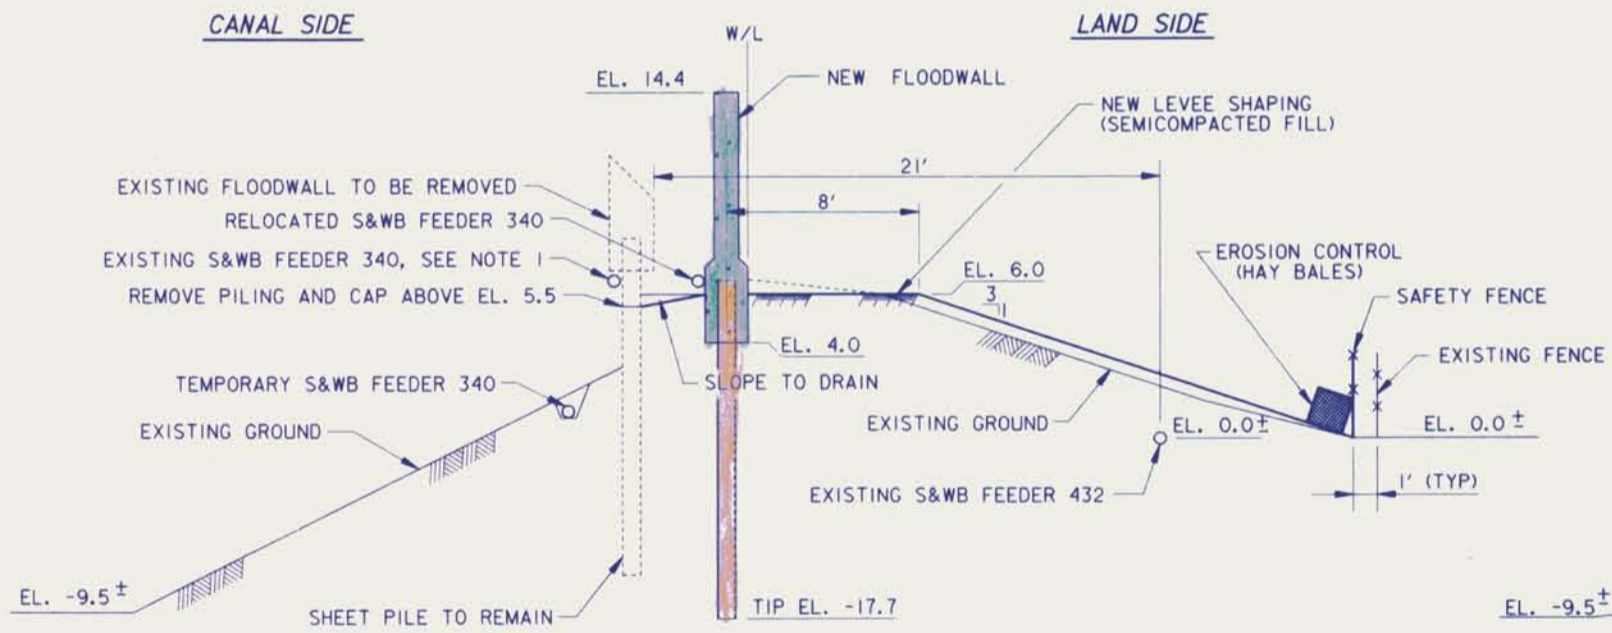 CANAL SIDE
LAND SIDE
W/L
EL. 14.4
NEW FLOODWALL
NEW LEVEE SHAPING
(SEMICOMPACTED FILL)
21'
EXISTING FLOODWALL TO BE REMOVED
8'
RELOCATED S&WB FEEDER 340
EXISTING S&WB FEEDER 340, SEE NOTE 1
EL. 6.0
EROSION CONTROL
(HAY BALES)
REMOVE PILING AND CAP ABOVE EL. 5.5
3
1
SAFETY FENCE
EL. 4.0
EXISTING FENCE
TEMPORARY S&WB FEEDER 340
SLOPE TO DRAIN
EXISTING GROUND
EXISTING GROUND
EL. 0.0±
EL. 0.0±
EXISTING S&WB FEEDER 432
1' (TYP)
EL. -9.5±
TIP EL. -17.7
EL. -9.5±
SHEET PILE TO REMAIN